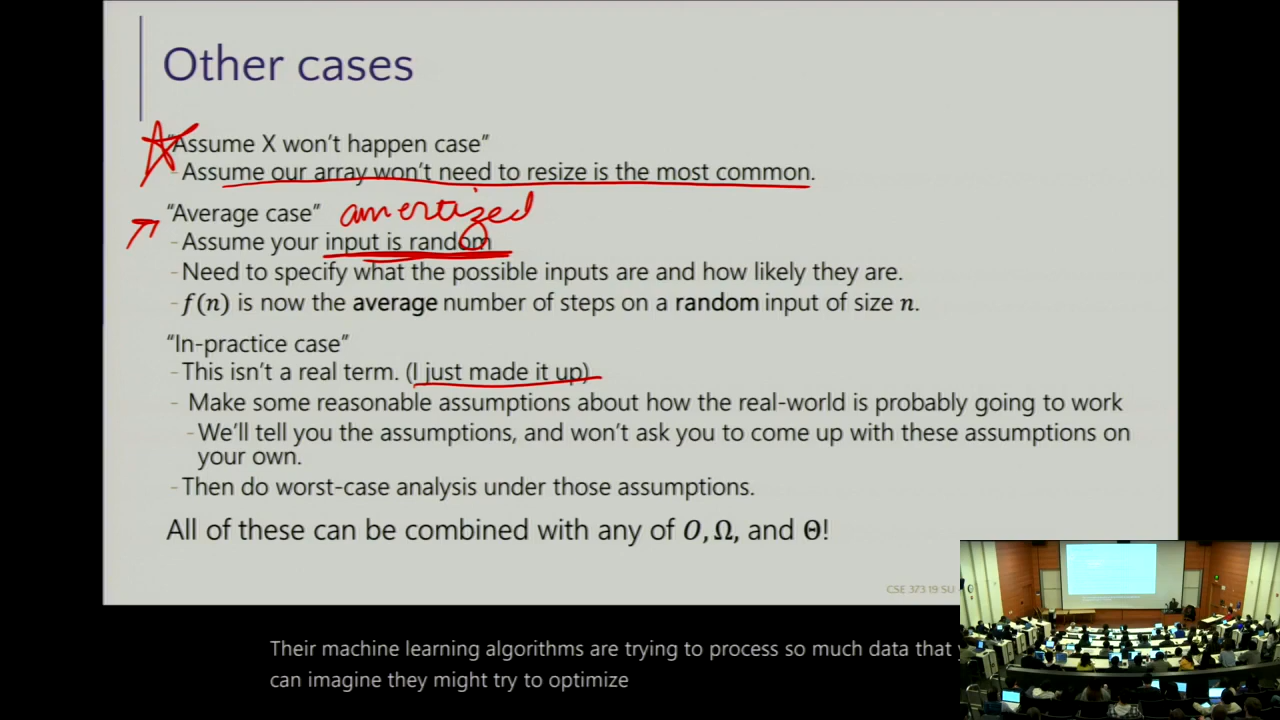 Other cases
"Assume X won't happen case"
- Assume our array won't need to resize is the most common.
"Average case" amertized
- Assume your input is random
- Need to specify what the possible inputs are and how likely they are.
- f(n) is now the average number of steps on a random input of size n.
"In-practice case"
- This isn't a real term. (I just made it up)
- Make some reasonable assumptions about how the real-world is probably going to work
- We'll tell you the assumptions, and won't ask you to come up with these assumptions on
your own.
- Then do worst-case analysis under those assumptions.
All of these can be combined with any of O, Ω, and Θ!
CSE 373 19 SU
Their machine learning algorithms are trying to process so much data that
can imagine they might try to optimize